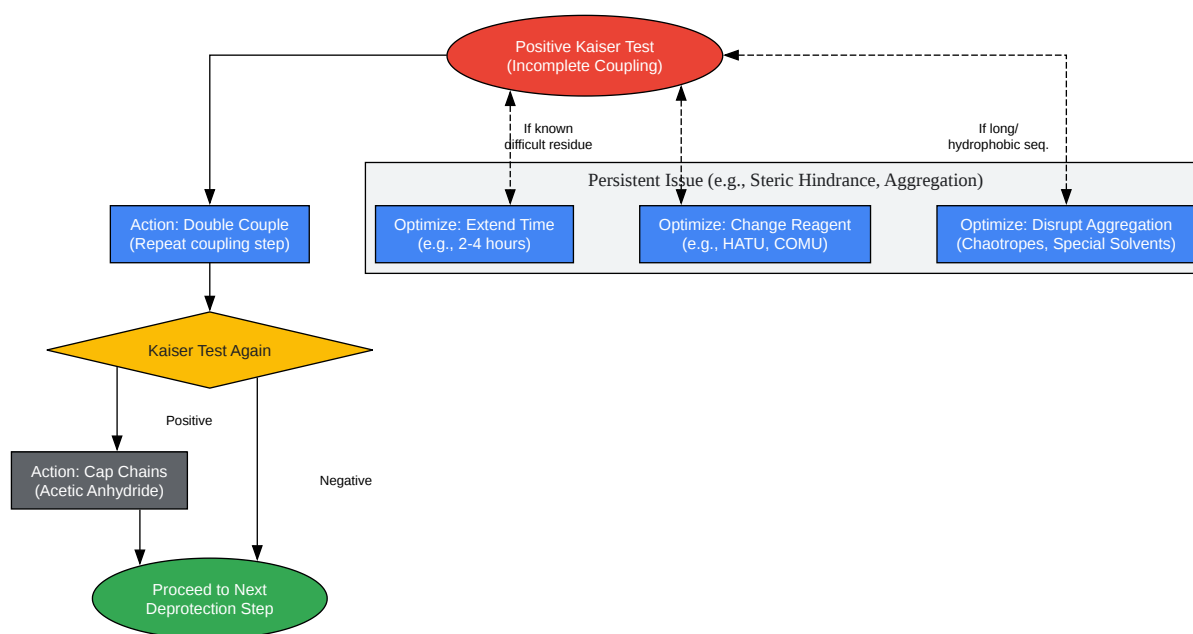 Positive Kaiser Test
(Incomplete Coupling)
If known
difficult residue
If long/
hydrophobic seq.
Persistent Issue (e.g., Steric Hindrance, Aggregation)
Action: Double Couple
(Repeat coupling step)
Optimize: Extend Time
(e.g., 2-4 hours)
Optimize: Change Reagent
(e.g., HATU, COMU)
Optimize: Disrupt Aggregation
(Chaotropes, Special Solvents)
Kaiser Test Again
Positive
Action: Cap Chains
(Acetic Anhydride)
Negative
Proceed to Next
Deprotection Step